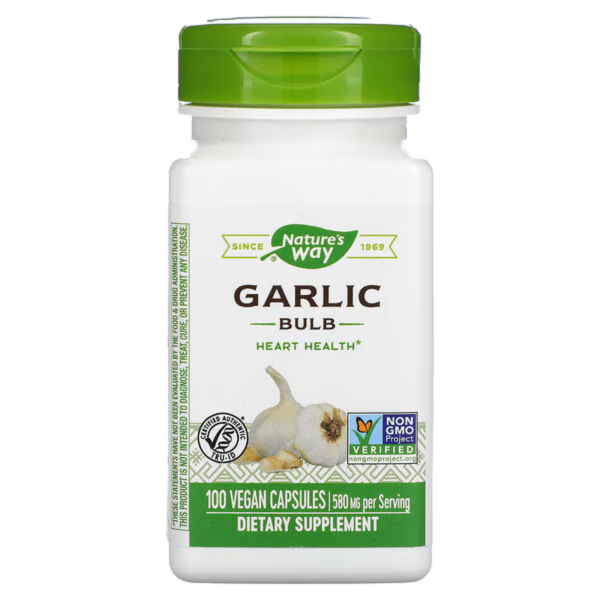 SINCE Nature's Way® 1969
GARLIC
BULB
HEART HEALTH*
CERTIFIED AUTHENTIC
TRU-ID
NON
GMO
Project
VERIFIED
nongmoproject.org
100 VEGAN CAPSULES | 580 MG per Serving
DIETARY SUPPLEMENT
*THESE STATEMENTS HAVE NOT BEEN EVALUATED BY THE FOOD & DRUG ADMINISTRATION.
THIS PRODUCT IS NOT INTENDED TO DIAGNOSE, TREAT, CURE, OR PREVENT ANY DISEASE.